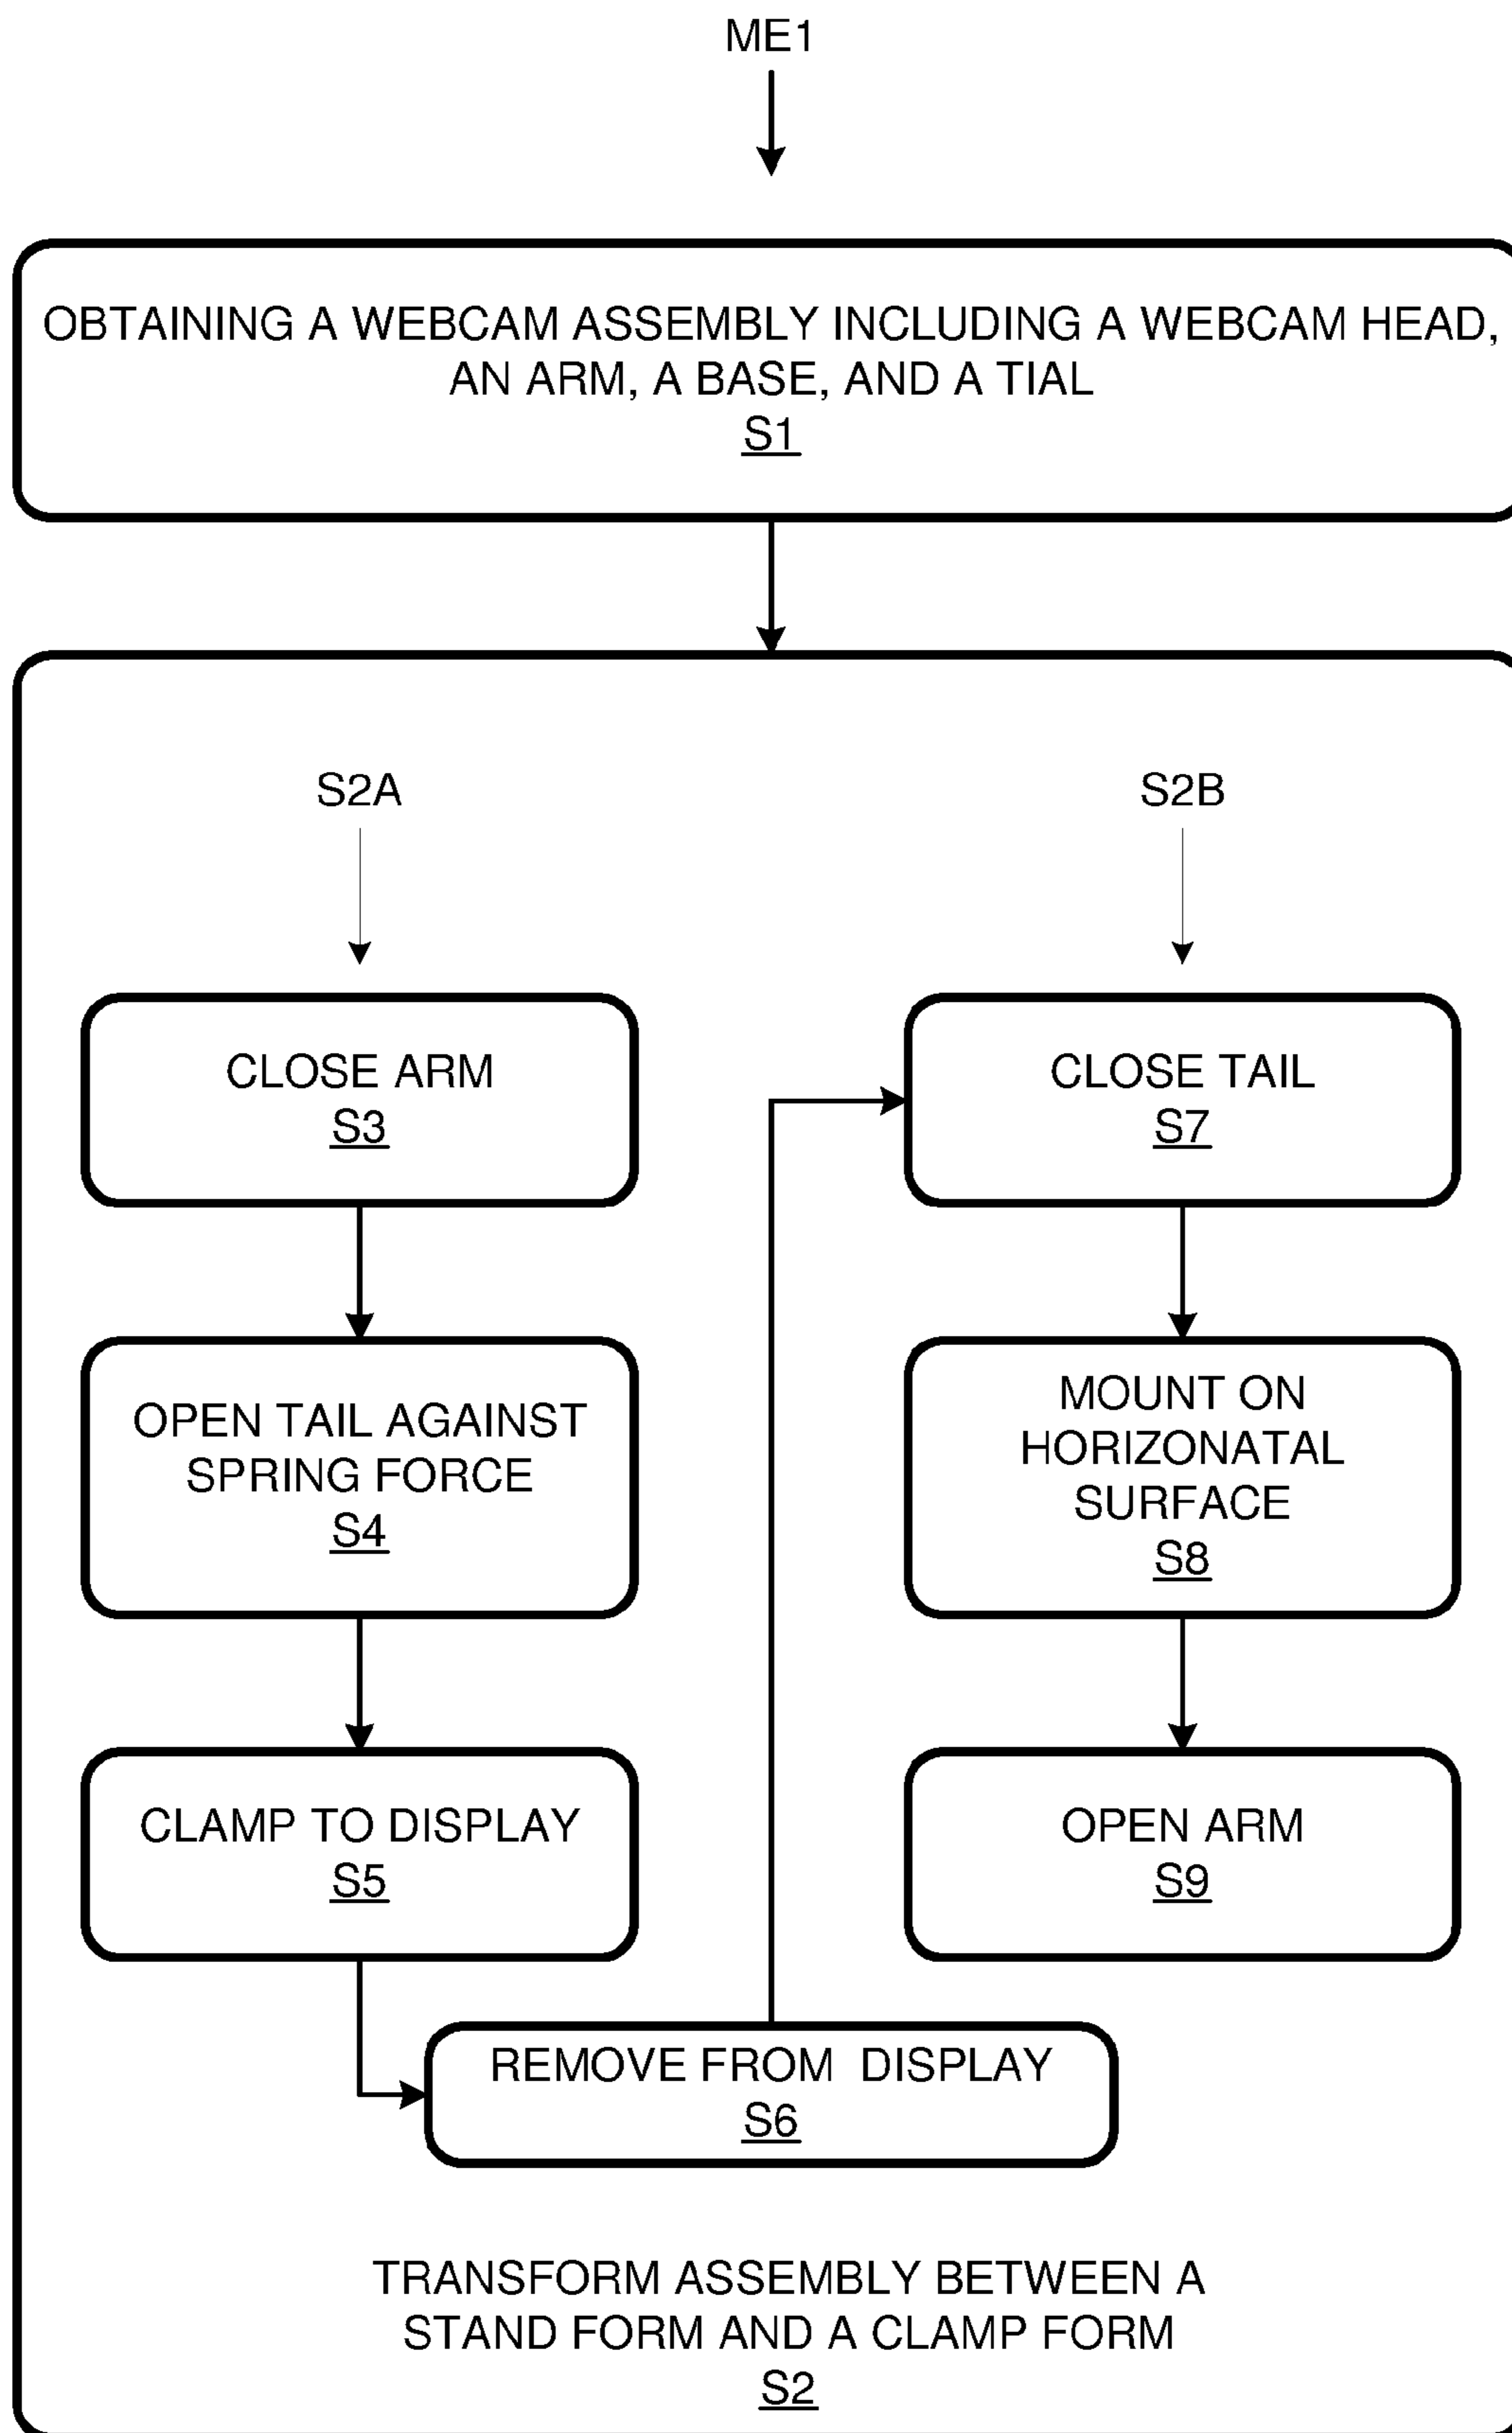 ME1
OBTAINING A WEBCAM ASSEMBLY INCLUDING A WEBCAM HEAD,
AN ARM, A BASE, AND A TIAL
S1
S2A
S2B
CLOSE ARM
S3
CLOSE TAIL
S7
OPEN TAIL AGAINST
SPRING FORCE
S4
MOUNT ON
HORIZONATAL
SURFACE
S8
CLAMP TO DISPLAY
S5
OPEN ARM
S9
REMOVE FROM DISPLAY
S6
TRANSFORM ASSEMBLY BETWEEN A
STAND FORM AND A CLAMP FORM
S2